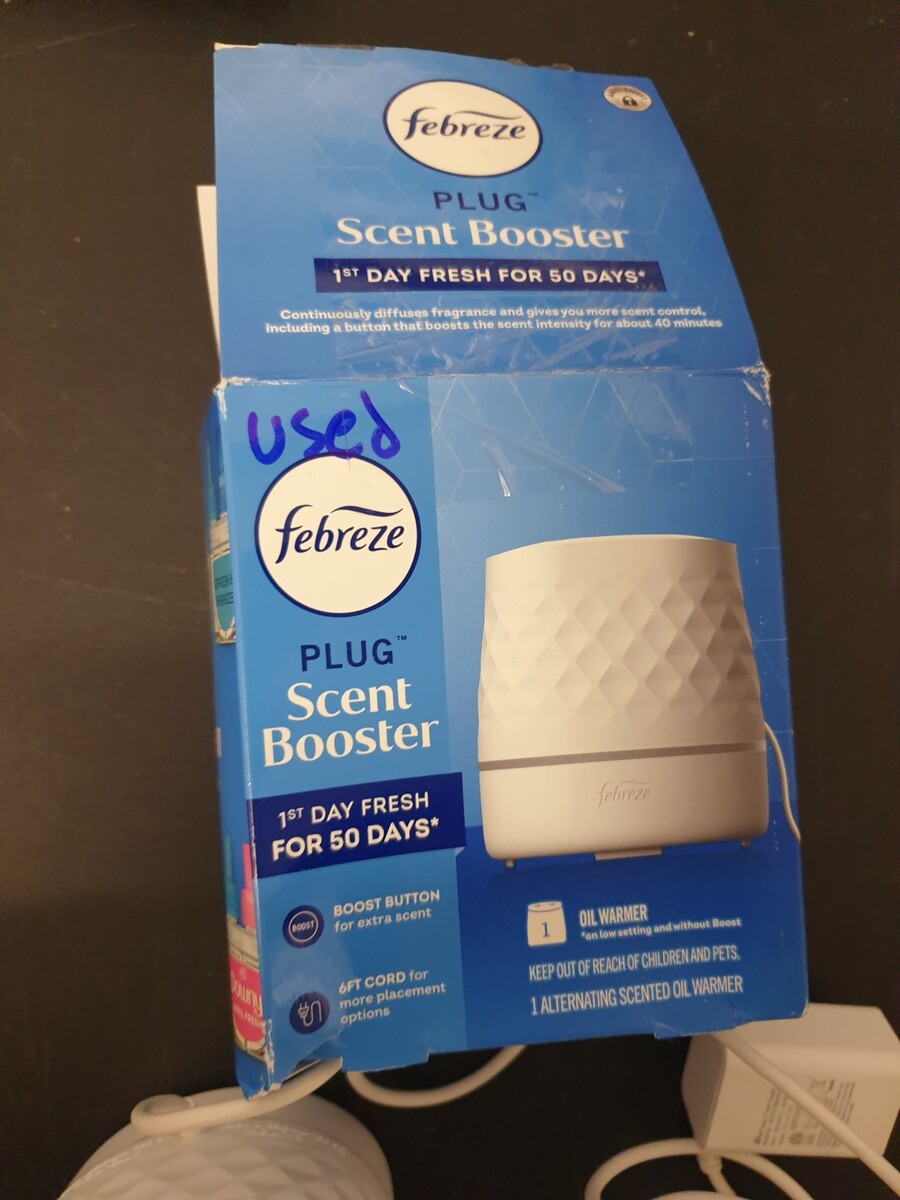 febreze
PLUG™
Scent Booster
1ST DAY FRESH FOR 50 DAYS*
Continuously diffuses fragrance and gives you more scent control,
including a button that boosts the scent intensity for about 40 minutes
used
febreze
PLUG™
Scent
Booster
1ST DAY FRESH
FOR 50 DAYS*
BOOST
BOOST BUTTON
for extra scent
6FT CORD for
more placement
options
febreze
1
OIL WARMER
*on low setting and without Boost
KEEP OUT OF REACH OF CHILDREN AND PETS.
1 ALTERNATING SCENTED OIL WARMER
Downy